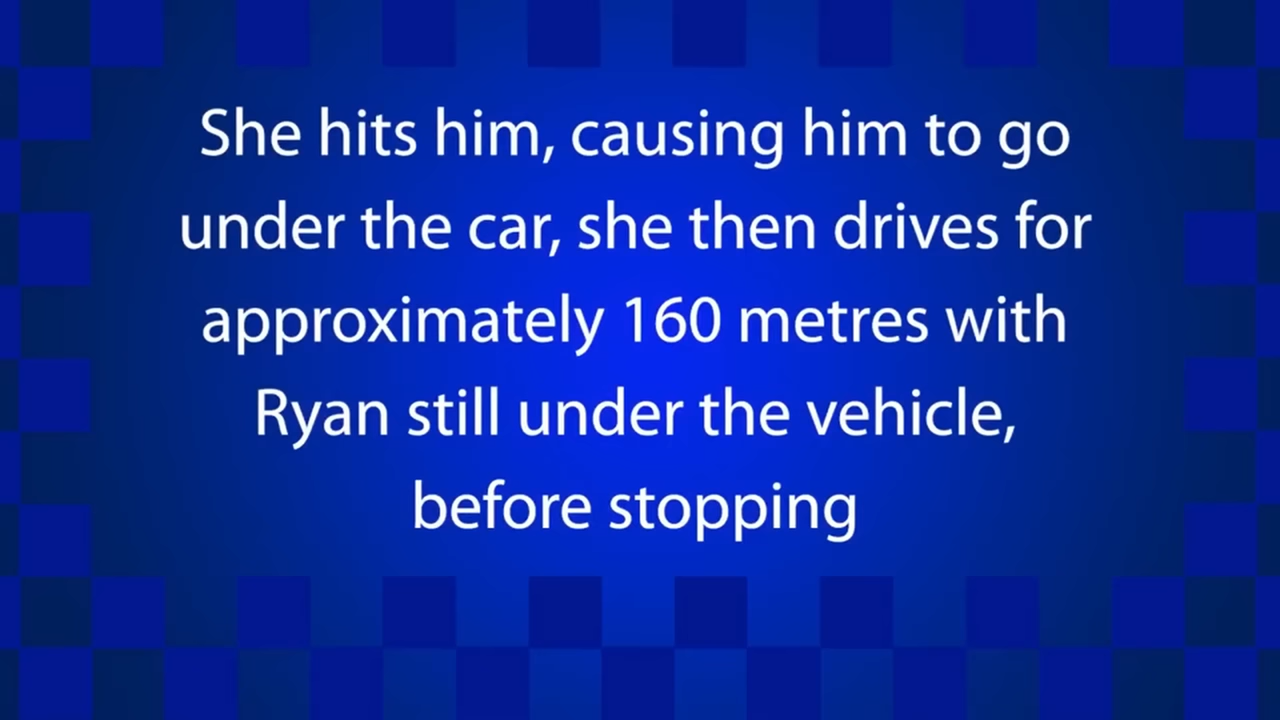 She hits him, causing him to go
under the car, she then drives for
approximately 160 metres with
Ryan still under the vehicle,
before stopping